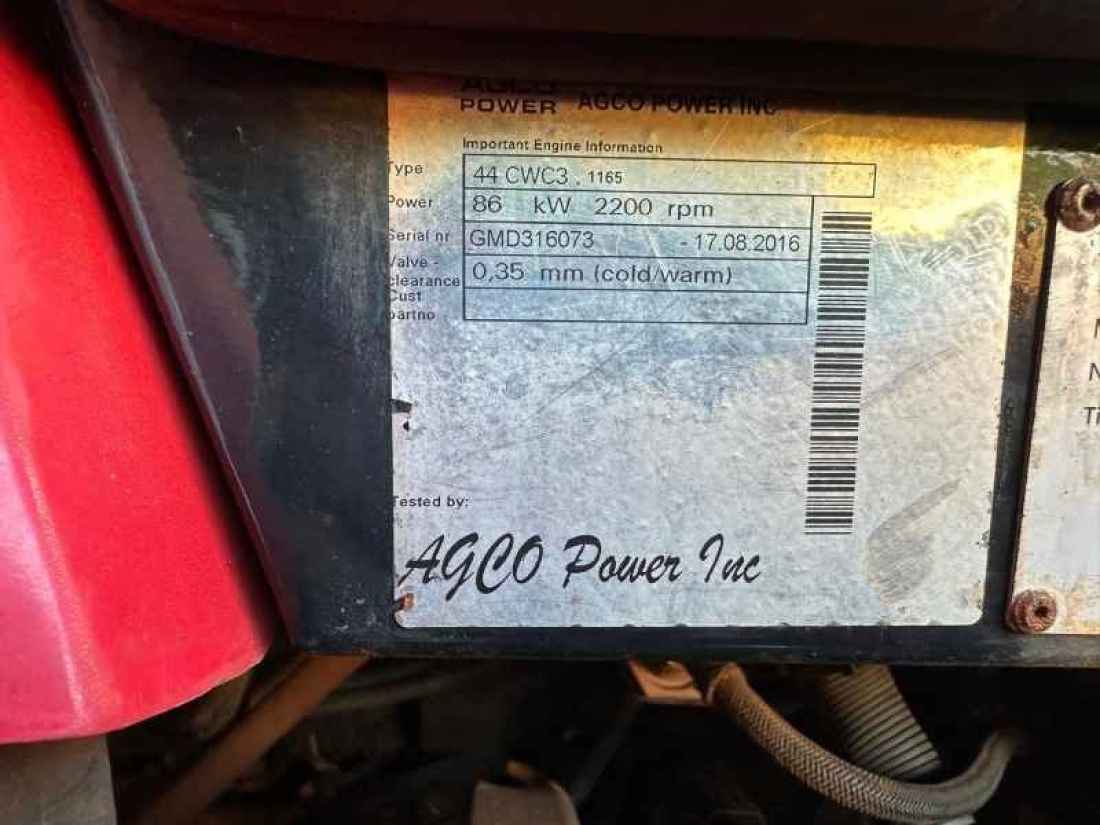 AGCO
POWER AGCO POWER INC
Important Engine Information
Type 44 CWC3 . 1165
Power 86 kW 2200 rpm
Serial nr GMD316073 - 17.08.2016
Valve -
clearance 0,35 mm (cold/warm)
Cust
partno
Tested by:
AGCO Power Inc